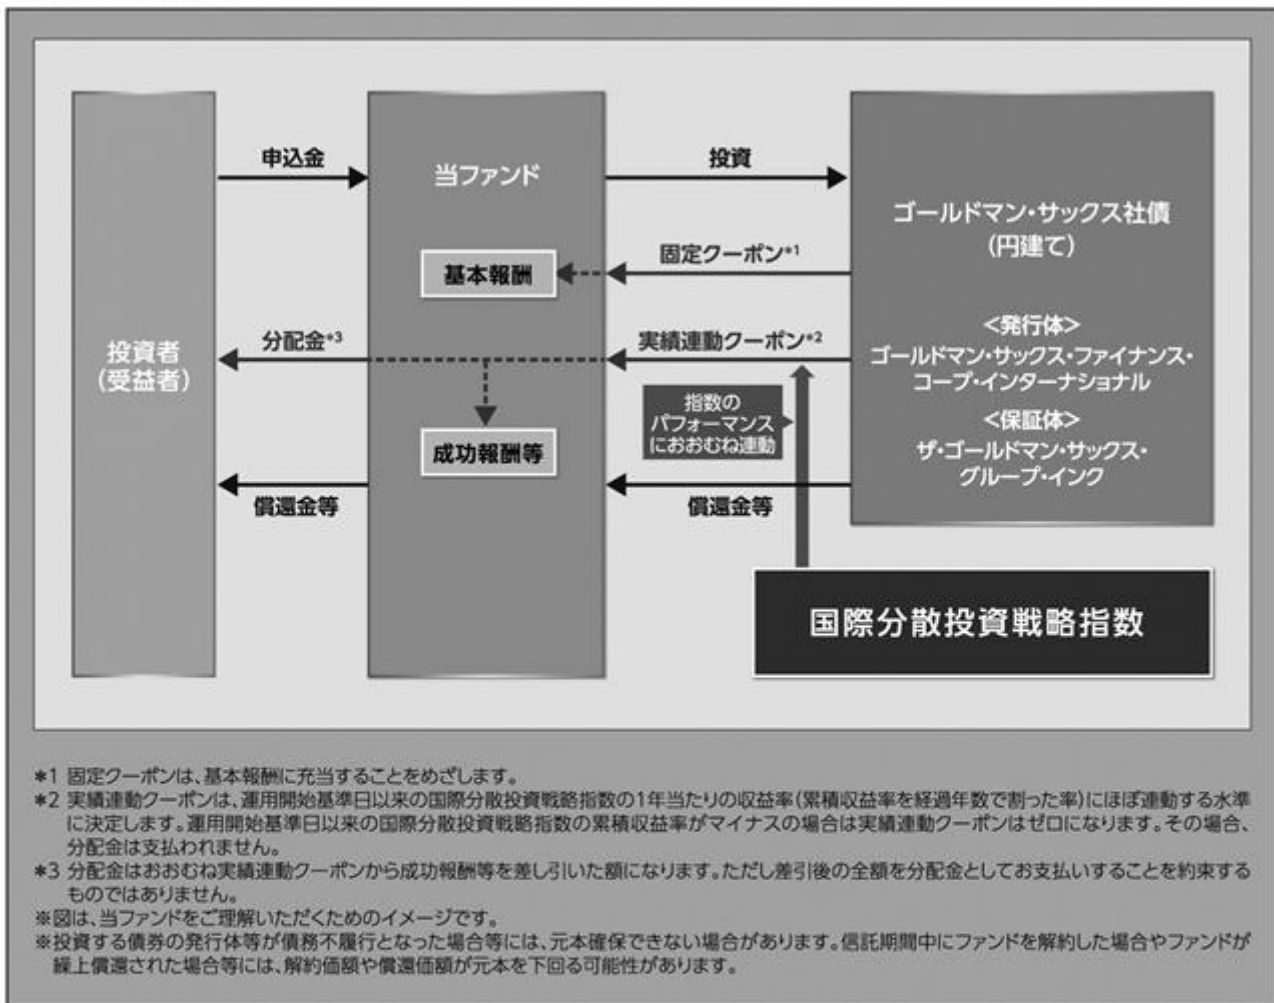 申込金
当ファンド
投資
ゴールドマン・サックス社債
(円建て)
固定クーポン*1
基本報酬
<発行体>
ゴールドマン・サックス・ファイナンス・
コープ・インターナショナル
分配金*3
実績連動クーポン*2
投資者
(受益者)
指数の
パフォーマンス
におおむね連動
<保証体>
ザ・ゴールドマン・サックス・
グループ・インク
成功報酬等
償還金等
償還金等
国際分散投資戦略指数
*1 固定クーポンは、基本報酬に充当することをめざします。
*2 実績連動クーポンは、運用開始基準日以来の国際分散投資戦略指数の1年当たりの収益率(累積収益率を経過年数で割った率)にほぼ連動する水準
に決定します。運用開始基準日以来の国際分散投資戦略指数の累積収益率がマイナスの場合は実績連動クーポンはゼロになります。その場合、
分配金は支払われません。
*3 分配金はおおむね実績連動クーポンから成功報酬等を差し引いた額になります。ただし差引後の全額を分配金としてお支払いすることを約束する
ものではありません。
※図は、当ファンドをご理解いただくためのイメージです。
※投資する債券の発行体等が債務不履行となった場合等には、元本確保できない場合があります。信託期間中にファンドを解約した場合やファンドが
繰上償還された場合等には、解約価額や償還価額が元本を下回る可能性があります。